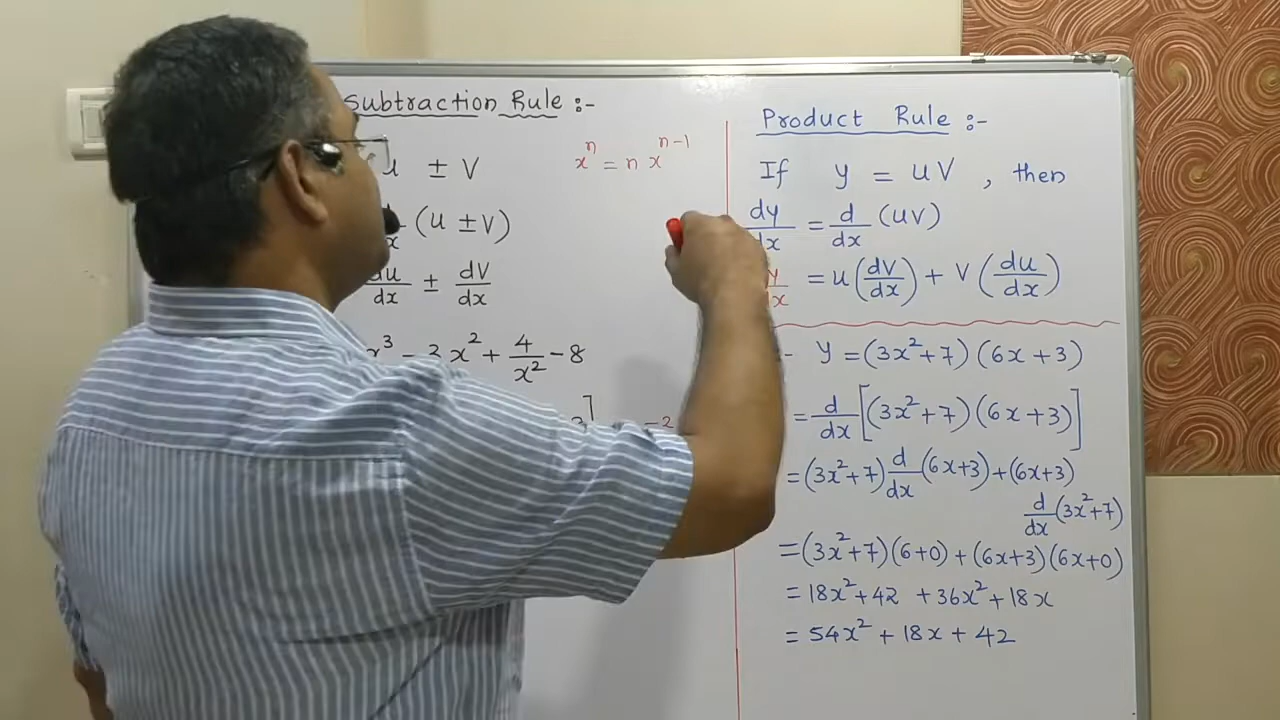 Subtraction Rule :-
u ± v
xⁿ = n xⁿ⁻¹
(u ± v)
du/dx ± dv/dx
x³ - 3x² + 4/x² - 8
-2
Product Rule :-
If y = uv , then
dy/dx = d/dx (uv)
= u(dv/dx) + v(du/dx)
y = (3x²+7)(6x+3)
= d/dx [(3x²+7)(6x+3)]
= (3x²+7) d/dx (6x+3) + (6x+3)
d/dx (3x²+7)
= (3x²+7)(6+0) + (6x+3)(6x+0)
= 18x²+42 + 36x²+18x
= 54x² + 18x + 42